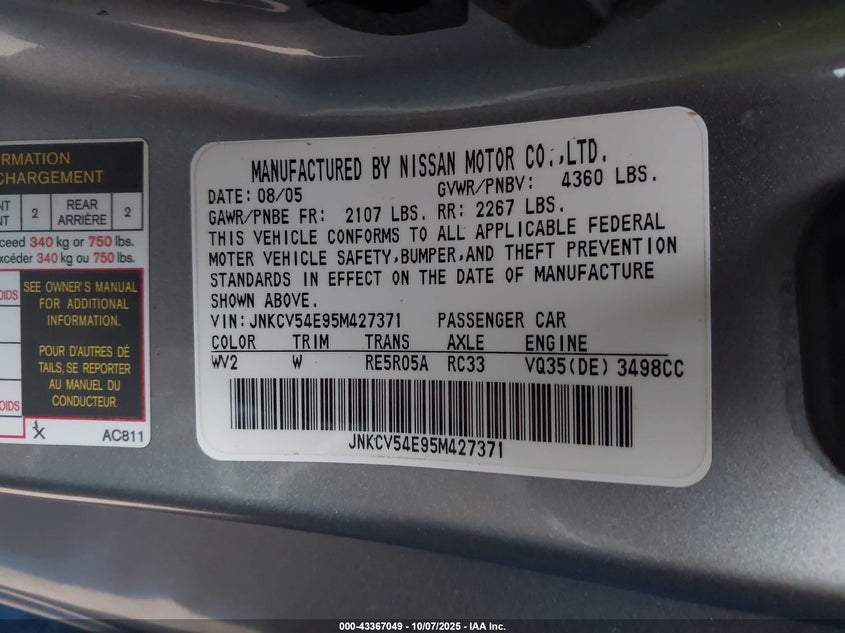 RMATION
CHARGEMENT
NT 2 REAR 2
NT ARRIÈRE
ceed 340 kg or 750 lbs.
xcéder 340 kg ou 750 lbs.
OIDS
SEE OWNER'S MANUAL
FOR ADDITIONAL
INFORMATION.
POUR D'AUTRES DÉ
TAILS, SE REPORTER
AU MANUEL DU
CONDUCTEUR.
OIDS
X AC811
MANUFACTURED BY NISSAN MOTOR CO.,LTD.
DATE: 08/05 GVWR/PNBV: 4360 LBS.
GAWR/PNBE FR: 2107 LBS. RR: 2267 LBS.
THIS VEHICLE CONFORMS TO ALL APPLICABLE FEDERAL
MOTOR VEHICLE SAFETY,BUMPER,AND THEFT PREVENTION
STANDARDS IN EFFECT ON THE DATE OF MANUFACTURE
SHOWN ABOVE.
VIN:JNKCV54E95M427371 PASSENGER CAR
COLOR TRIM TRANS AXLE ENGINE
WV2 W RE5R05A RC33 VQ35(DE) 3498CC
JNKCV54E95M427371
000-43367049 - 10/07/2025 - IAA Inc.